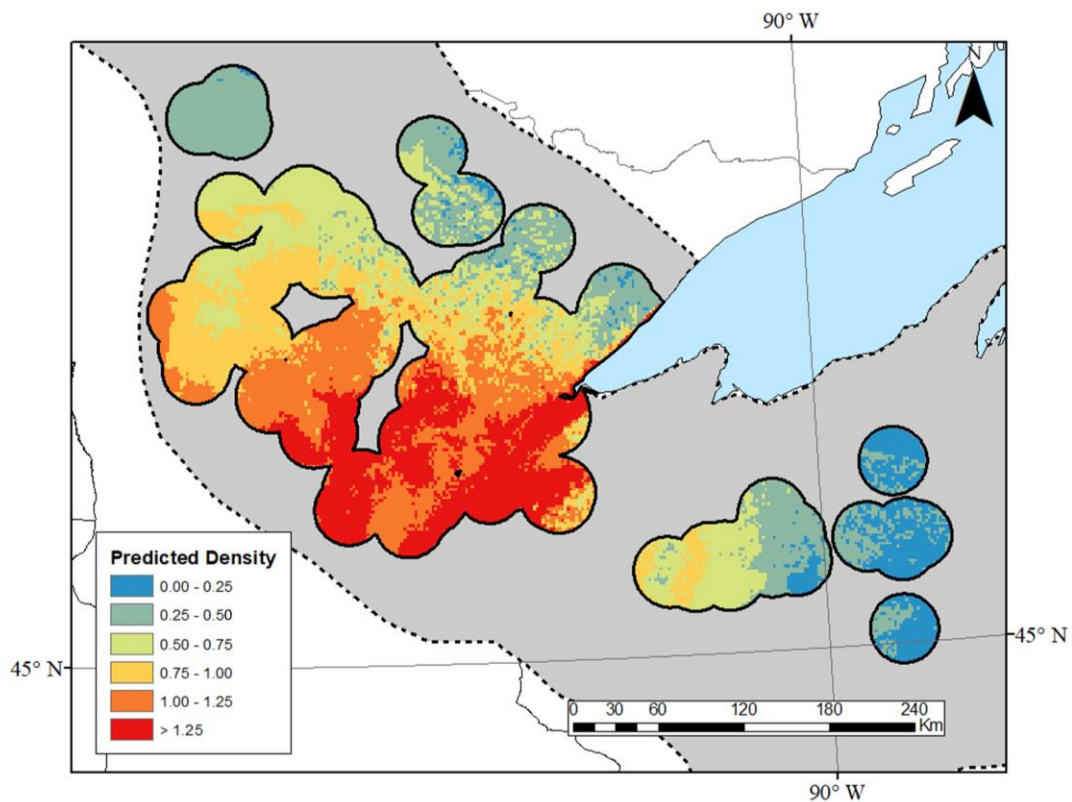 90° W
N
Predicted Density
0.00 - 0.25
0.25 - 0.50
0.50 - 0.75
0.75 - 1.00
1.00 - 1.25
> 1.25
45° N
45° N
0 30 60 120 180 240
Km
90° W